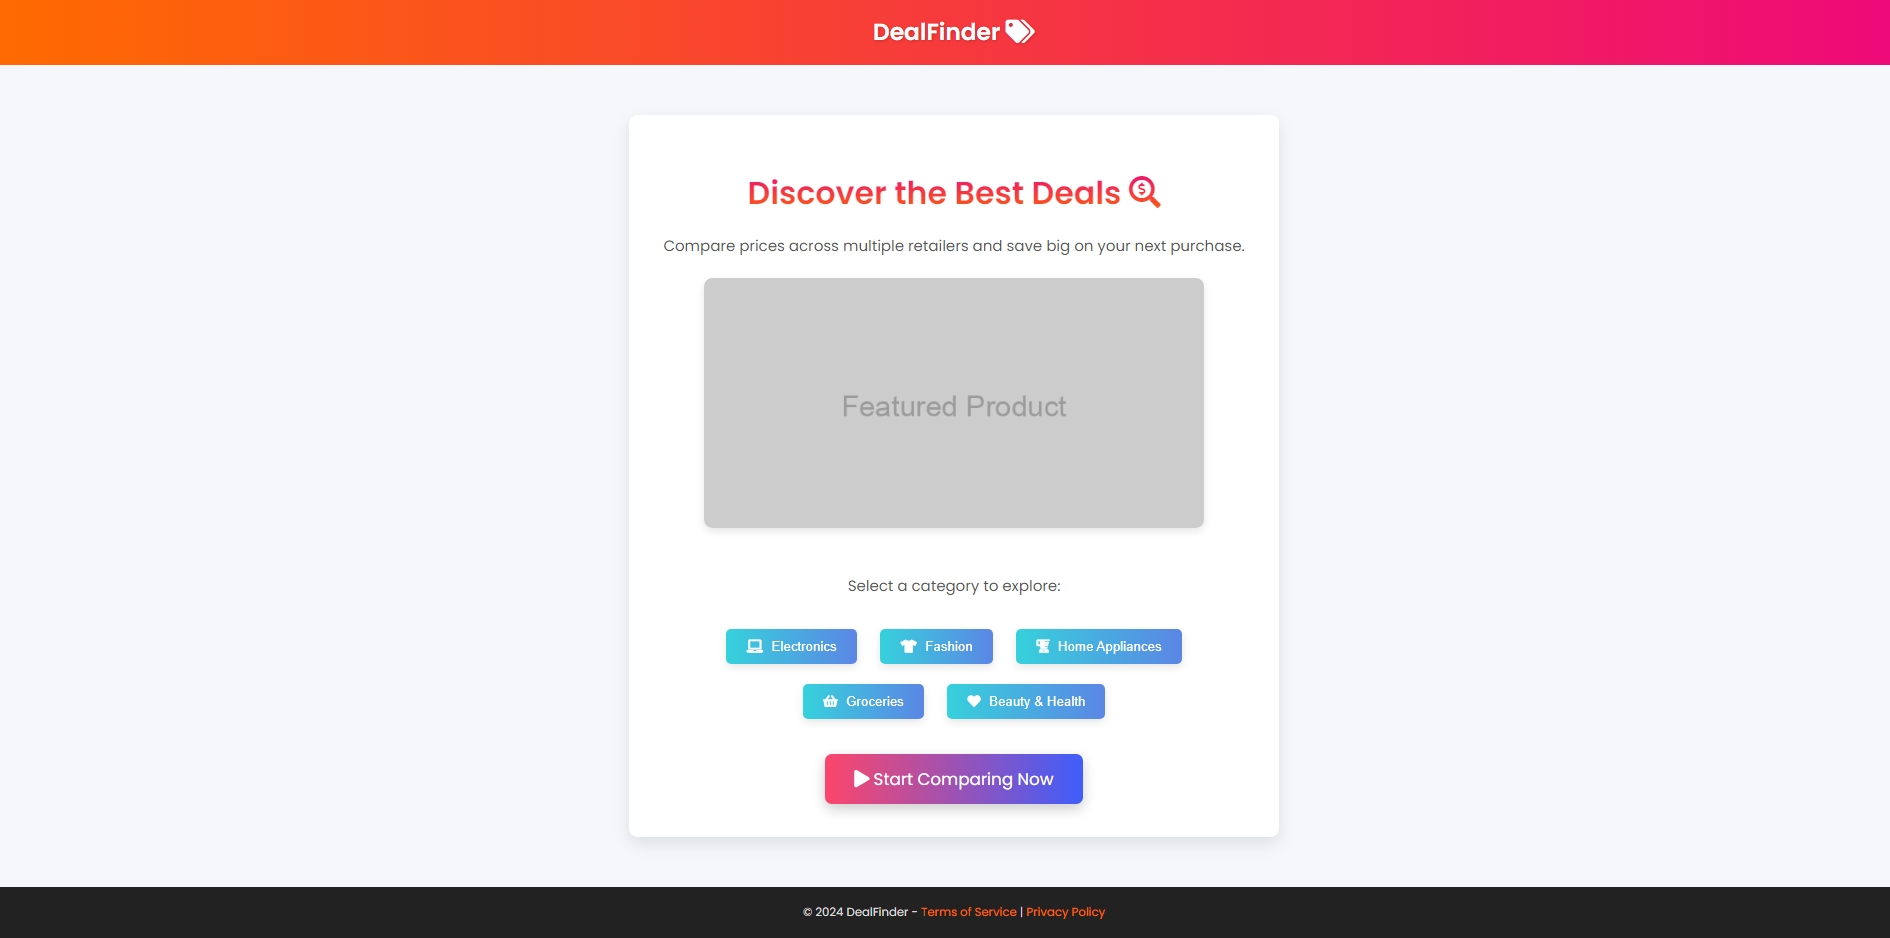 DealFinder
Discover the Best Deals
Compare prices across multiple retailers and save big on your next purchase.
Featured Product
Select a category to explore:
Electronics
Fashion
Home Appliances
Groceries
Beauty & Health
Start Comparing Now
© 2024 DealFinder - Terms of Service | Privacy Policy